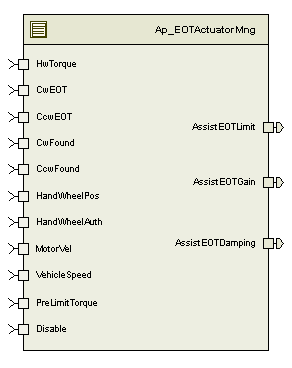 Ap_EOTActuatorMng
HwTorque
CwEOT
CcwEOT
CwFound
CcwFound
HandWheelPos
HandWheelAuth
MotorVel
VehicleSpeed
PreLimitTorque
Disable
AssistEOTLimit
AssistEOTGain
AssistEOTDamping